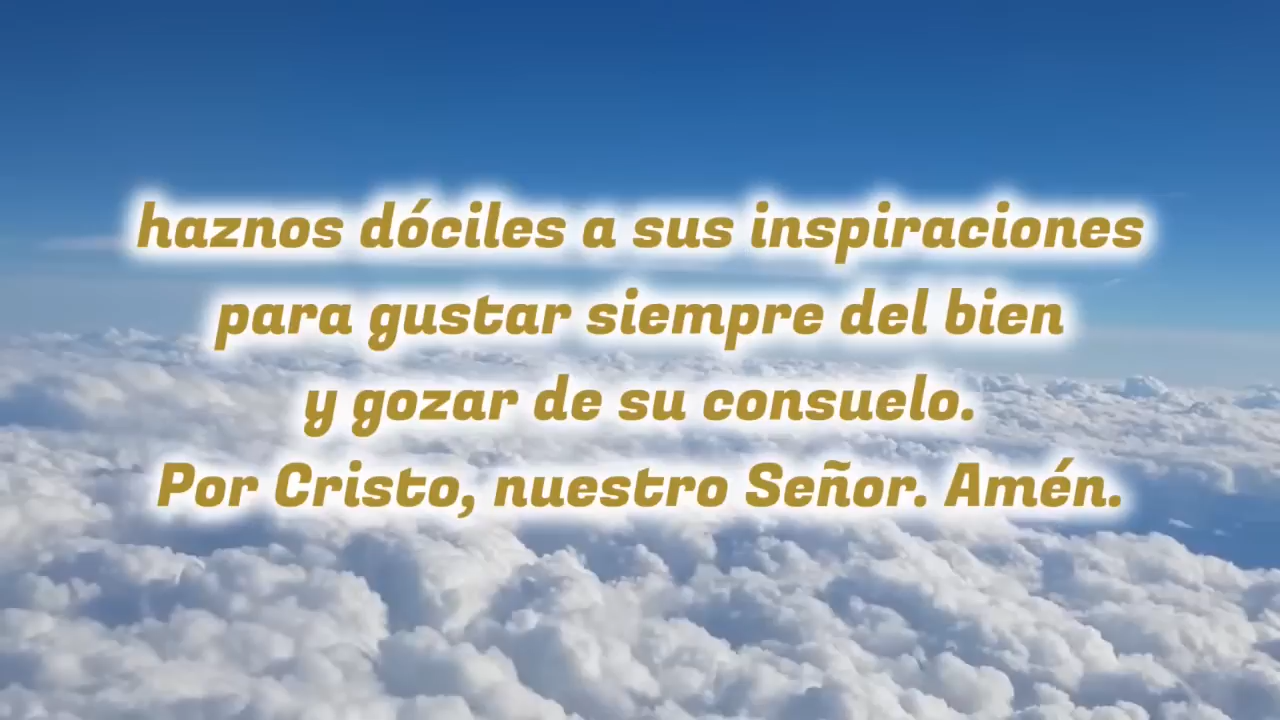 haznos dóciles a sus inspiraciones
para gustar siempre del bien
y gozar de su consuelo.
Por Cristo, nuestro Señor. Amén.